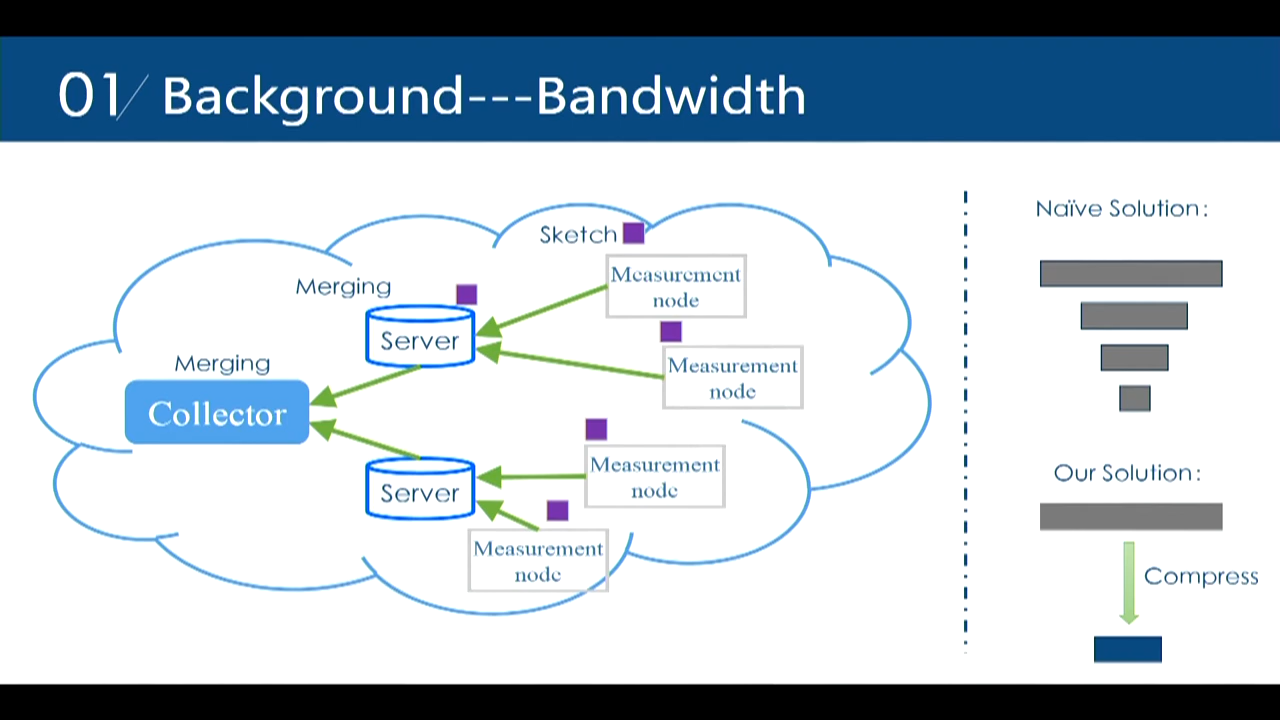 01/ Background---Bandwidth
Sketch
Measurement
node
Merging
Server
Measurement
node
Merging
Collector
Measurement
node
Server
Measurement
node
Naïve Solution:
Our Solution:
Compress